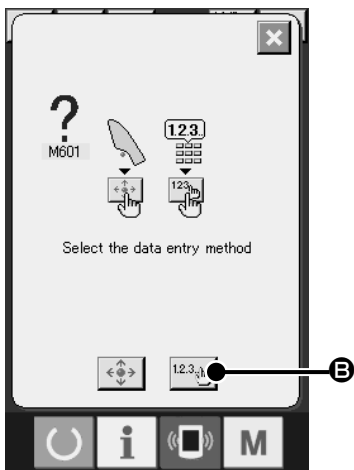 ?
1.2.3..
M601
123
Select the data entry method
1.2.3..
B
i
M